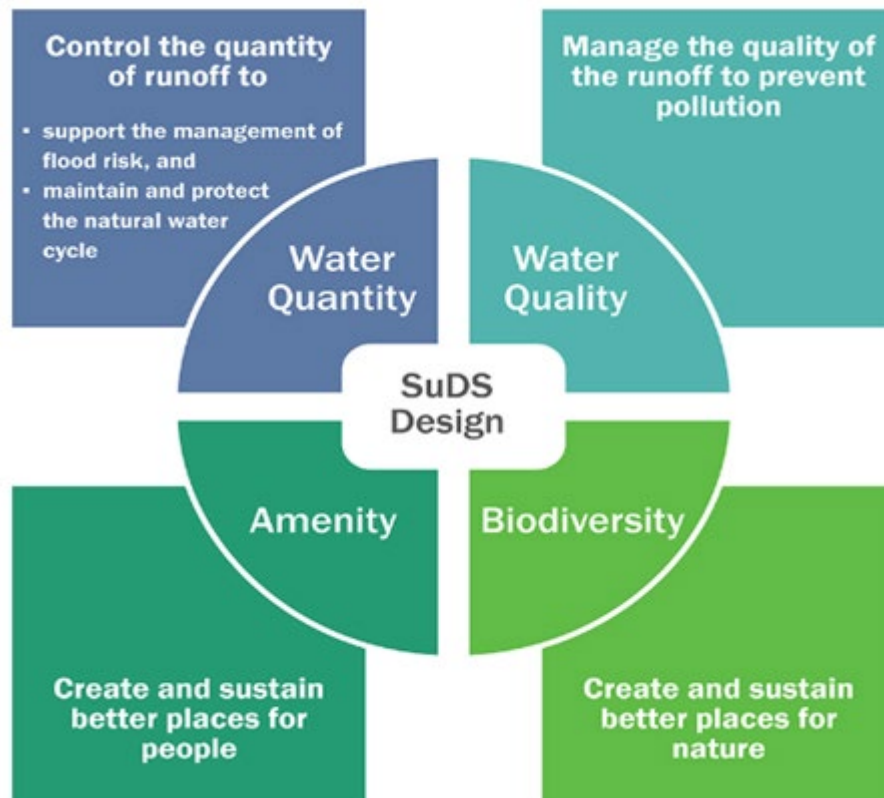 Control the quantity
of runoff to
▪ support the management of
flood risk, and
▪ maintain and protect
the natural water
cycle
Water
Quantity
Manage the quality of
the runoff to prevent
pollution
Water
Quality
SuDS
Design
Amenity
Create and sustain
better places for
people
Biodiversity
Create and sustain
better places for
nature